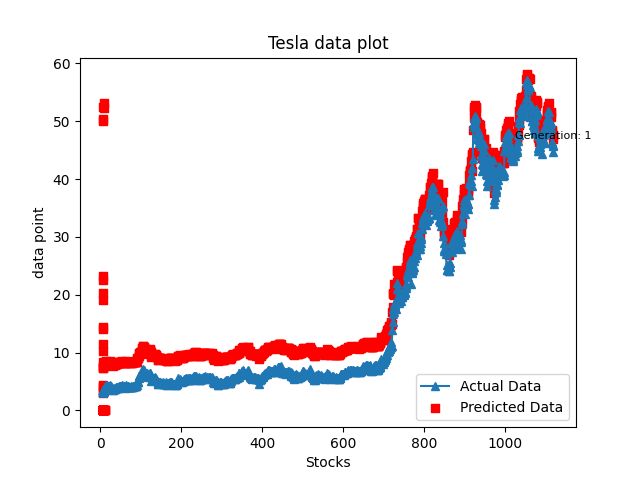 Tesla data plot
60
50
40
30
20
10
0
data point
Generation: 1
Actual Data
Predicted Data
0 200 400 600 800 1000
Stocks